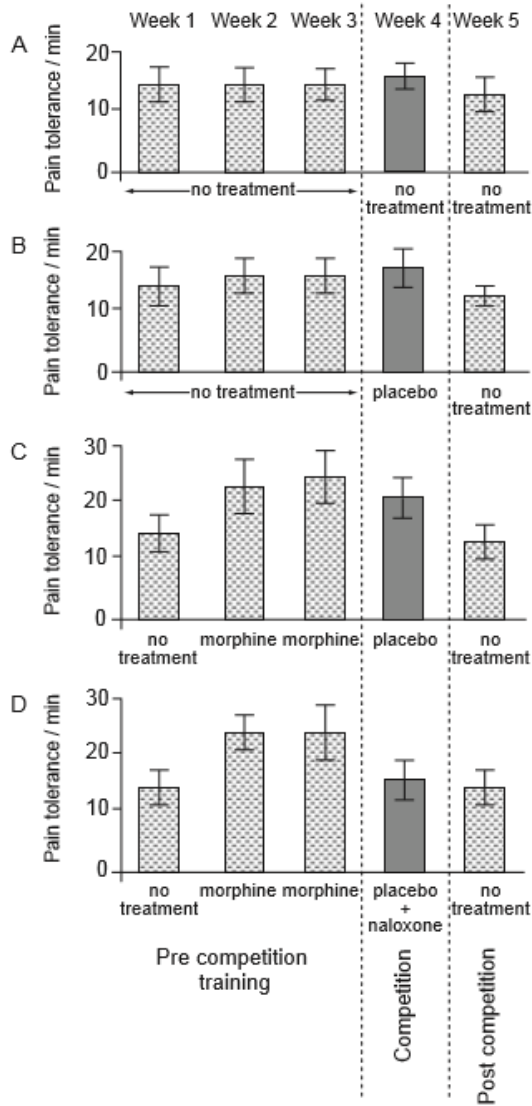 Week 1 Week 2 Week 3 Week 4 Week 5
A
Pain tolerance / min
20
10
0
no treatment
no
treatment
no
treatment
B
Pain tolerance / min
20
10
0
no treatment
placebo
no
treatment
C
Pain tolerance / min
30
20
10
0
no
treatment
morphine
morphine
placebo
no
treatment
D
Pain tolerance / min
30
20
10
0
no
treatment
morphine
morphine
placebo
+
naloxone
no
treatment
Pre competition
training
Competition
Post competition